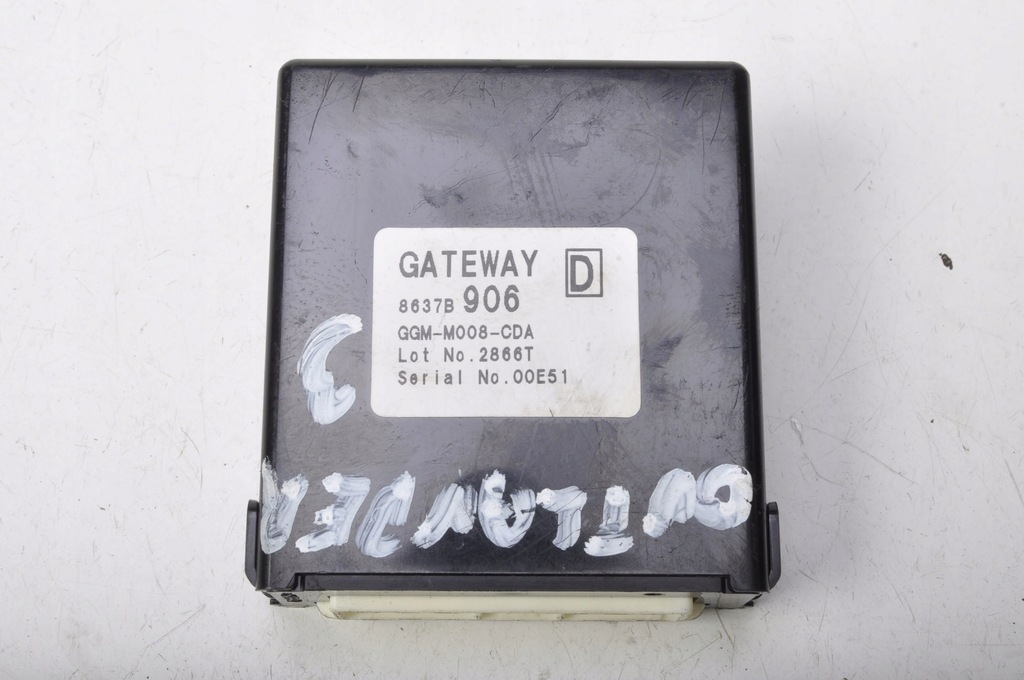 GATEWAY D
8637B 906
GGM-M008-CDA
Lot No.2866T
Serial No.00E51